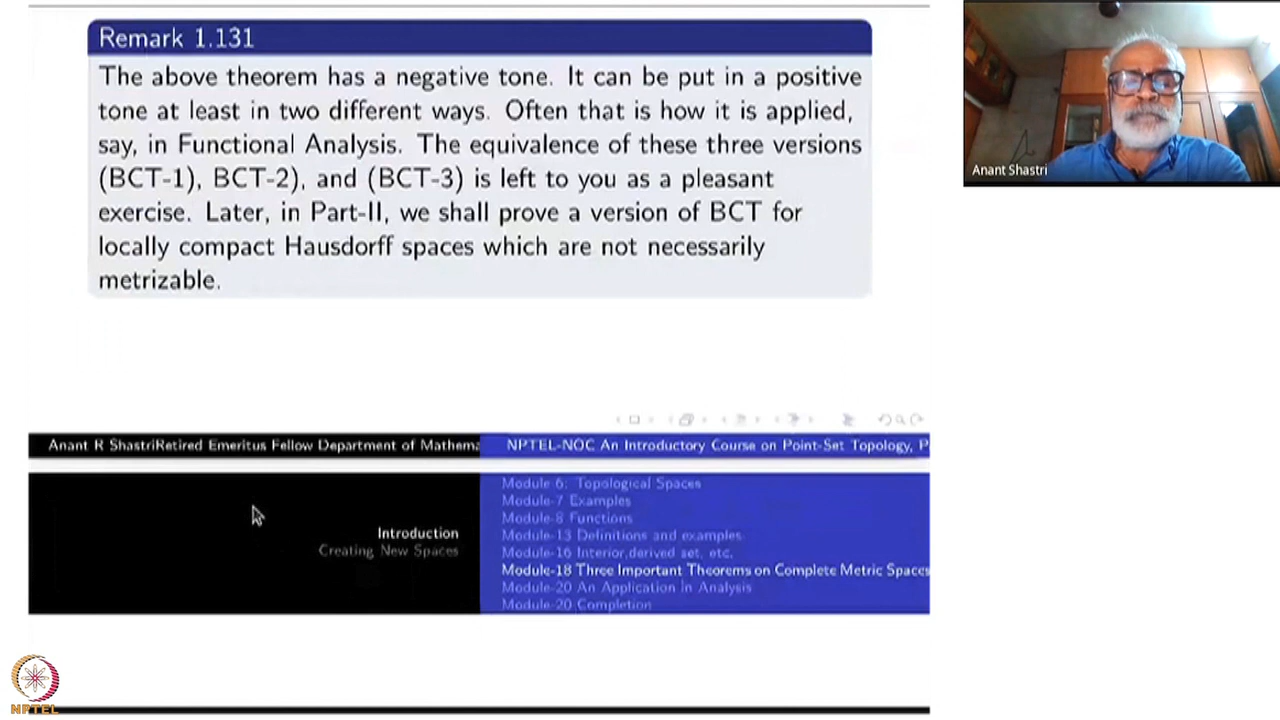 Remark 1.131
The above theorem has a negative tone. It can be put in a positive
tone at least in two different ways. Often that is how it is applied,
say, in Functional Analysis. The equivalence of these three versions
(BCT-1), BCT-2), and (BCT-3) is left to you as a pleasant
exercise. Later, in Part-II, we shall prove a version of BCT for
locally compact Hausdorff spaces which are not necessarily
metrizable.
Anant Shastri
Anant R ShastriRetired Emeritus Fellow Department of Mathema
NPTEL-NOC An Introductory Course on Point-Set Topology, P
Introduction
Creating New Spaces
Module 6: Topological Spaces
Module-7 Examples
Module-8 Functions
Module-13 Definitions and examples
Module-16 Interior,derived set, etc.
Module-18 Three Important Theorems on Complete Metric Spaces
Module-20 An Application in Analysis
Module-20 Completion
NPTEL